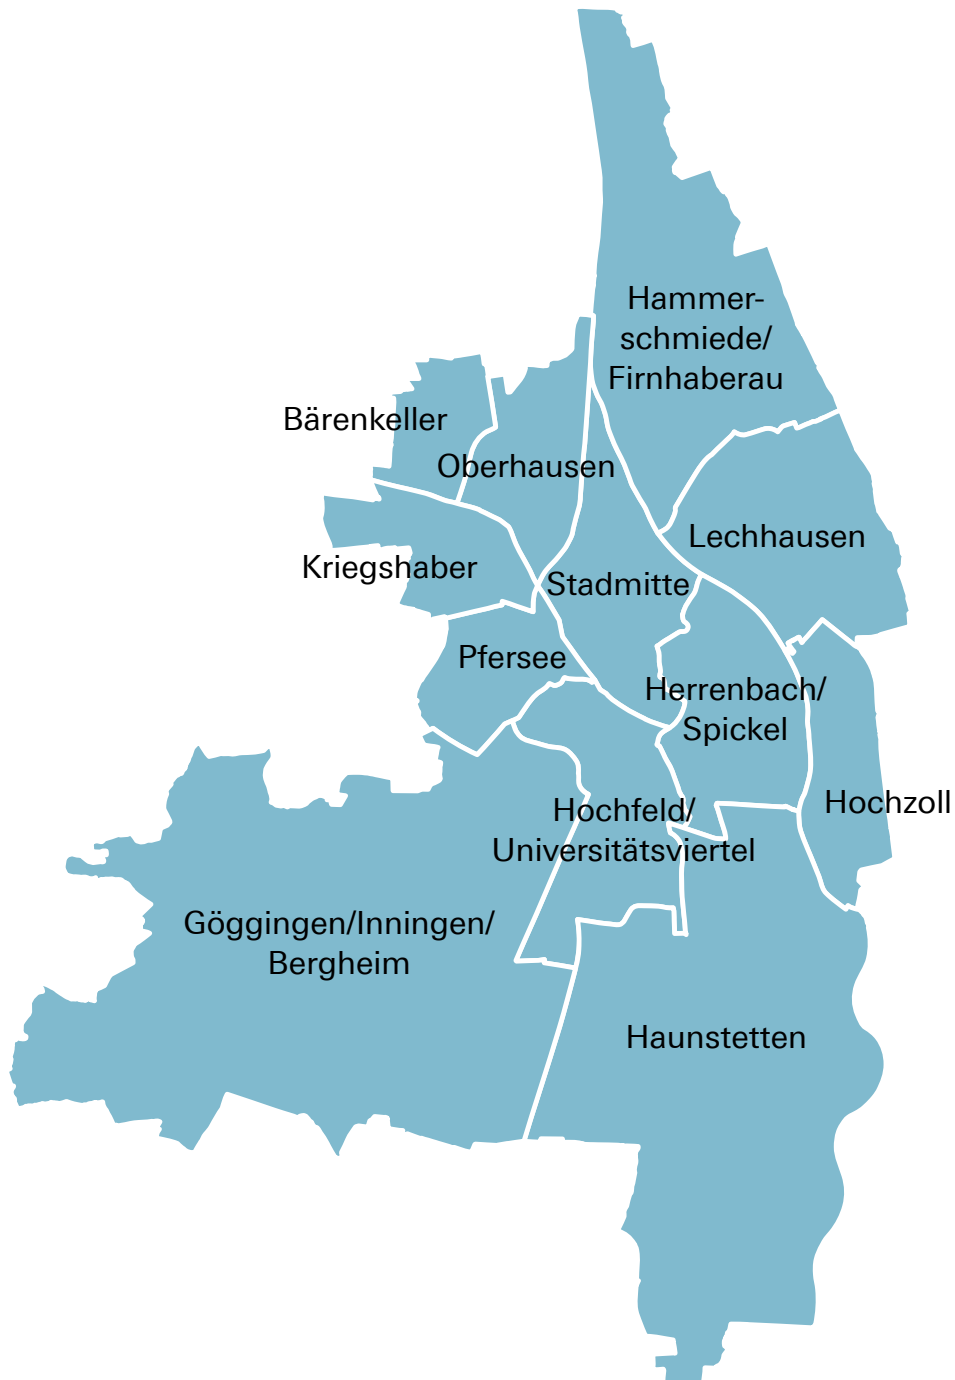 Hammer-
schmiede/
Firnhaberau
Bärenkeller
Oberhausen
Lechhausen
Kriegshaber
Stadmitte
Pfersee
Herrenbach/
Spickel
Hochzoll
Hochfeld/
Universitätsviertel
Göggingen/Inningen/
Bergheim
Haunstetten